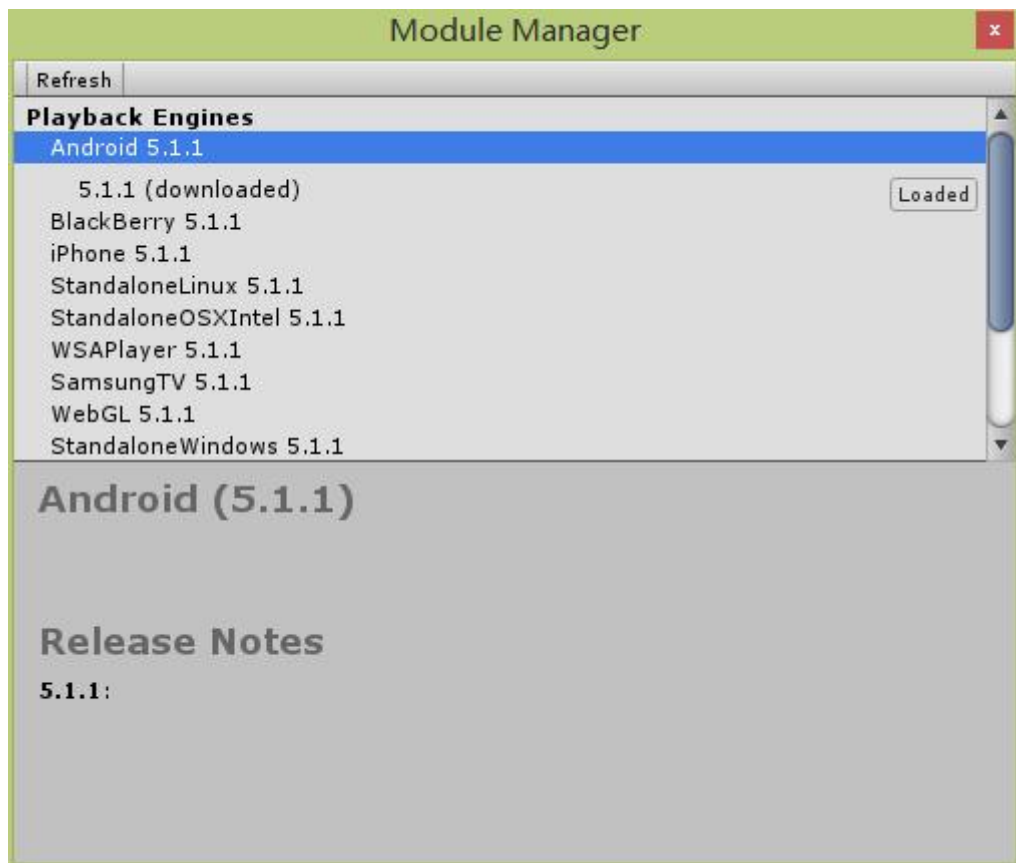 Module Manager
x
Refresh
Playback Engines
Android 5.1.1
5.1.1 (downloaded)
Loaded
BlackBerry 5.1.1
iPhone 5.1.1
StandaloneLinux 5.1.1
StandaloneOSXIntel 5.1.1
WSAPlayer 5.1.1
SamsungTV 5.1.1
WebGL 5.1.1
StandaloneWindows 5.1.1
Android (5.1.1)
Release Notes
5.1.1: